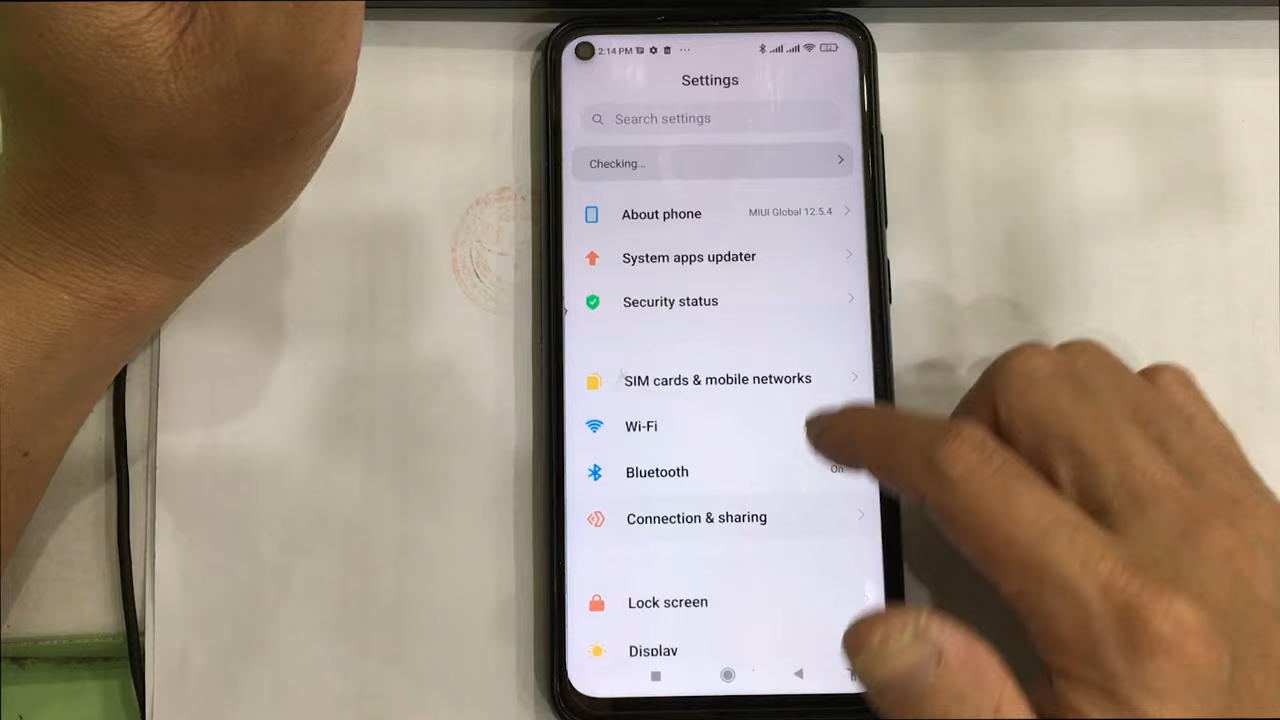 2:14 PM
Settings
Search settings
Checking...
About phone MIUI Global 12.5.4
System apps updater
Security status
SIM cards & mobile networks
Wi-Fi
Bluetooth On
Connection & sharing
Lock screen
Display